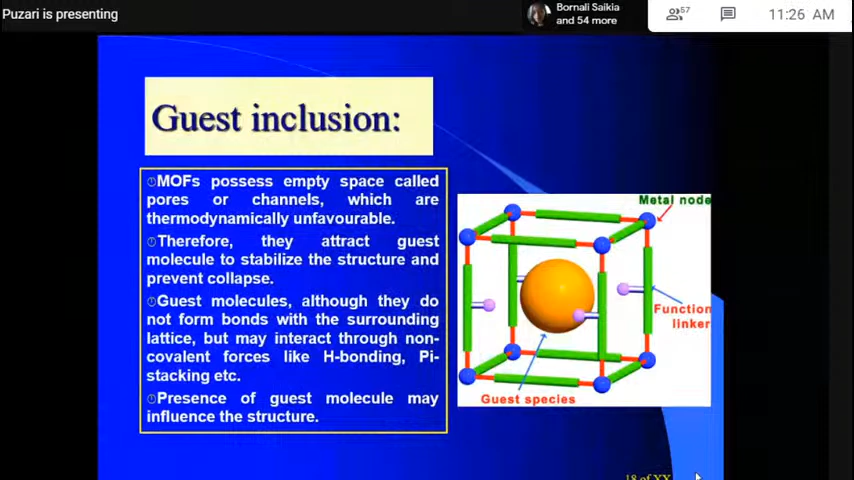 Puzari is presenting
Bornali Saikia
and 54 more
57
11:26 AM
Guest inclusion:
MOFs possess empty space called
pores or channels, which are
thermodynamically unfavourable.
Therefore, they attract guest
molecule to stabilize the structure and
prevent collapse.
Guest molecules, although they do
not form bonds with the surrounding
lattice, but may interact through non-
covalent forces like H-bonding, Pi-
stacking etc.
Presence of guest molecule may
influence the structure.
Metal node
Function
linker
Guest species
18 of XX